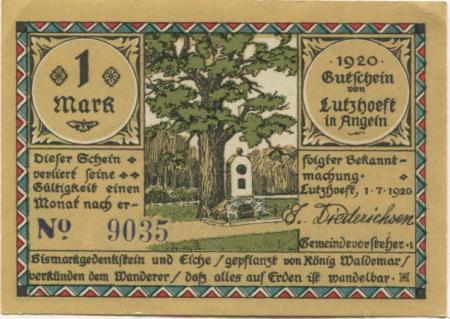 1
Mark
· 1920 ·
Gutschein
von
Lutzhoeft
in Angeln
Dieser Schein
verliert seine
Gültigkeit einen
Monat nach er-
folgter Bekannt-
machung.
Lutzhoeft, 1·7·1920
J. Diederichsen
Gemeindevorsteher
No 9035
Bismarckgedenkstein und Eiche / gepflanzt von König Waldemar /
verkünden dem Wanderer / daß alles auf Erden ist wandelbar ·